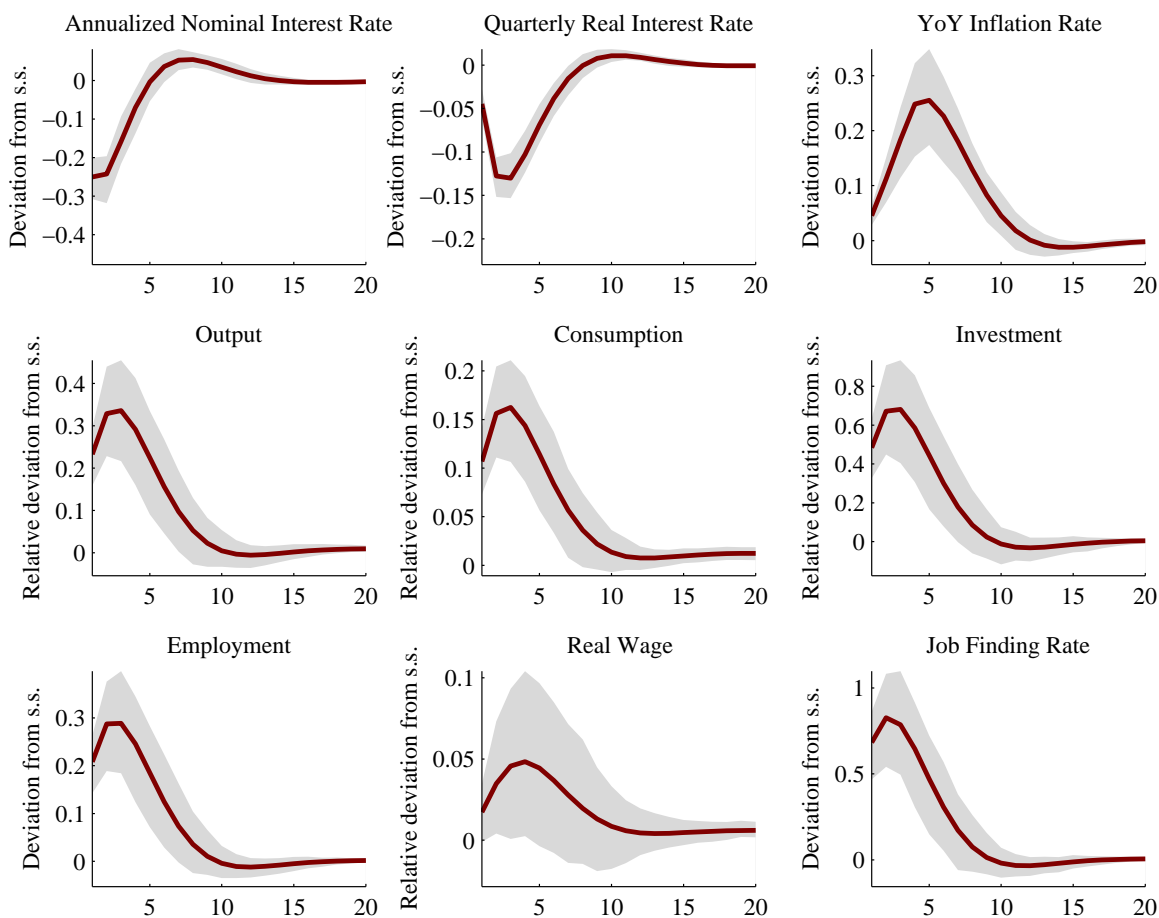 Annualized Nominal Interest Rate
Deviation from s.s.
0
−0.1
−0.2
−0.3
−0.4
5 10 15 20
Quarterly Real Interest Rate
Deviation from s.s.
0
−0.05
−0.1
−0.15
−0.2
5 10 15 20
YoY Inflation Rate
Deviation from s.s.
0.3
0.2
0.1
0
5 10 15 20
Output
Relative deviation from s.s.
0.4
0.3
0.2
0.1
0
5 10 15 20
Consumption
Relative deviation from s.s.
0.2
0.15
0.1
0.05
0
5 10 15 20
Investment
Relative deviation from s.s.
0.8
0.6
0.4
0.2
0
5 10 15 20
Employment
Deviation from s.s.
0.3
0.2
0.1
0
5 10 15 20
Real Wage
Relative deviation from s.s.
0.1
0.05
0
5 10 15 20
Job Finding Rate
Deviation from s.s.
1
0.5
0
5 10 15 20